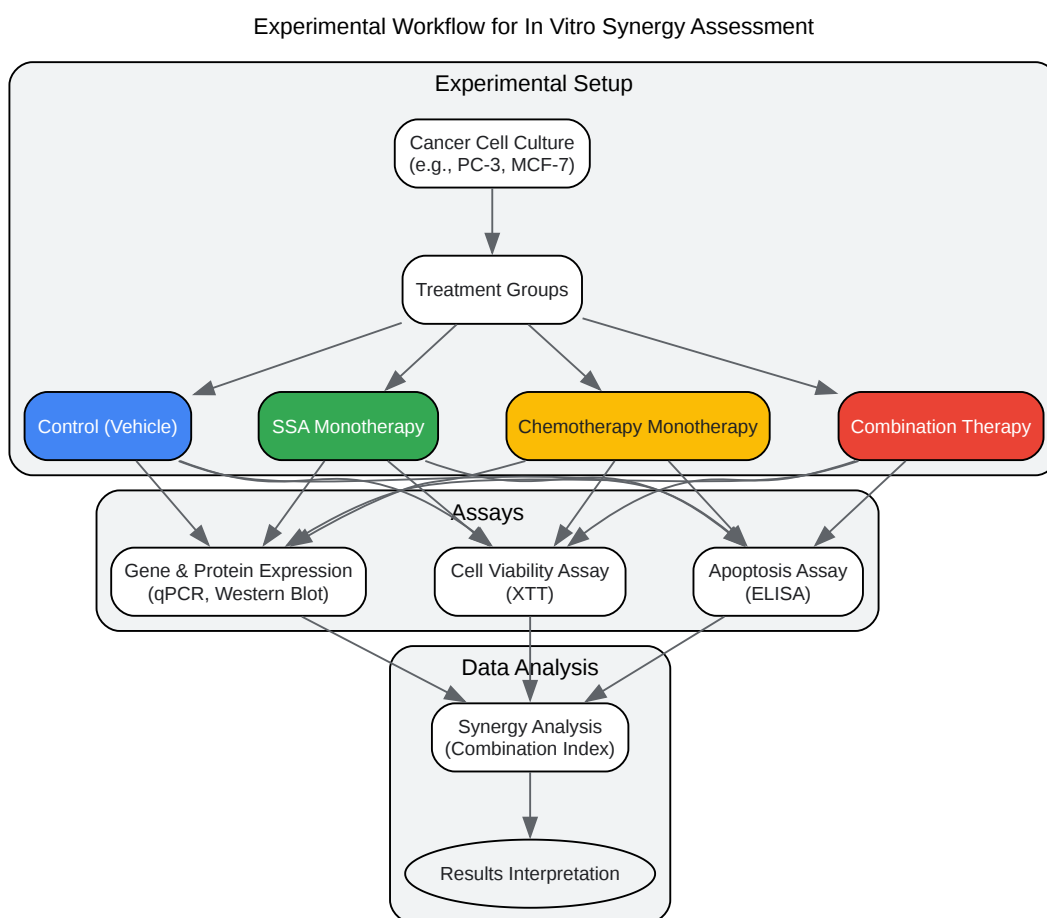 Experimental Workflow for In Vitro Synergy Assessment
Experimental Setup
Cancer Cell Culture
(e.g., PC-3, MCF-7)
Treatment Groups
Control (Vehicle)
SSA Monotherapy
Chemotherapy Monotherapy
Combination Therapy
Assays
Gene & Protein Expression
(qPCR, Western Blot)
Cell Viability Assay
(XTT)
Apoptosis Assay
(ELISA)
Data Analysis
Synergy Analysis
(Combination Index)
Results Interpretation